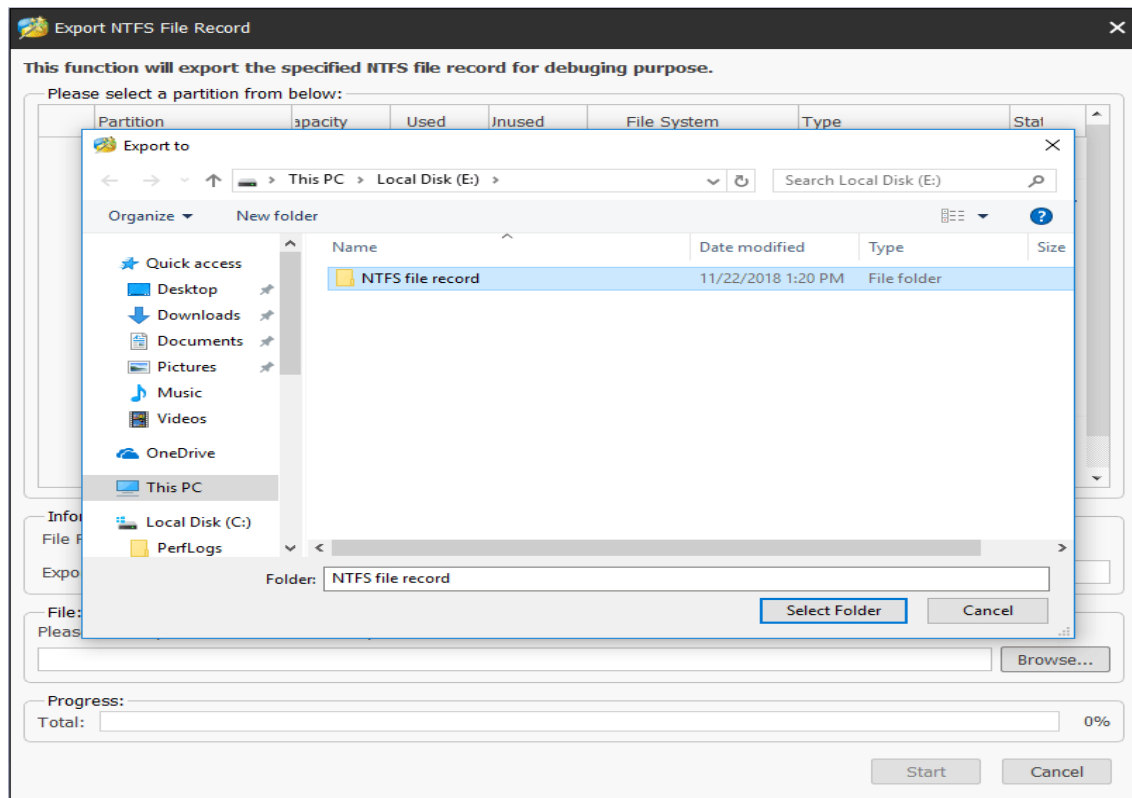 Export NTFS File Record
This function will export the specified NTFS file record for debuging purpose.
Please select a partition from below:
Partition apacity Used Unused File System Type Stat
Export to
This PC > Local Disk (E:) >
Search Local Disk (E:)
Organize New folder
Name Date modified Type Size
Quick access
NTFS file record 11/22/2018 1:20 PM File folder
Desktop
Downloads
Documents
Pictures
Music
Videos
OneDrive
This PC
Local Disk (C:)
PerfLogs
Infor
File F
Expo
Folder: NTFS file record
Select Folder Cancel
File:
Pleas
Browse...
Progress:
Total: 0%
Start Cancel